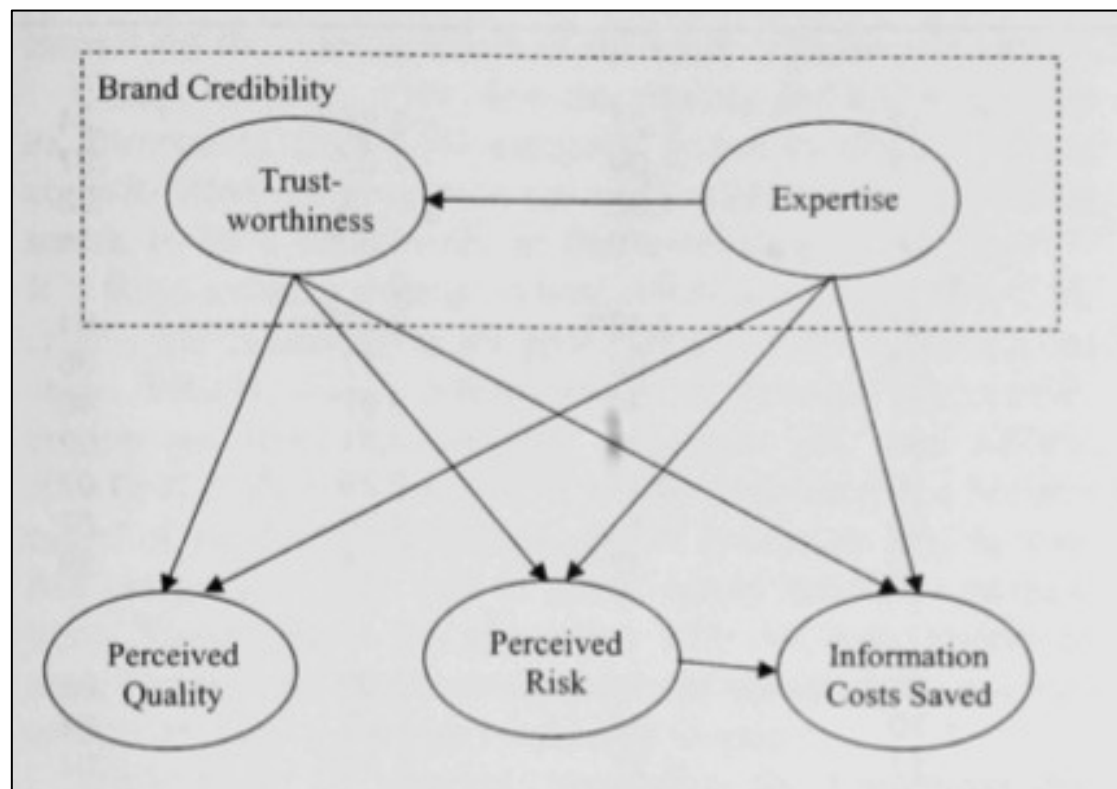 Brand Credibility
Trust-
worthiness
Expertise
Perceived
Quality
Perceived
Risk
Information
Costs Saved